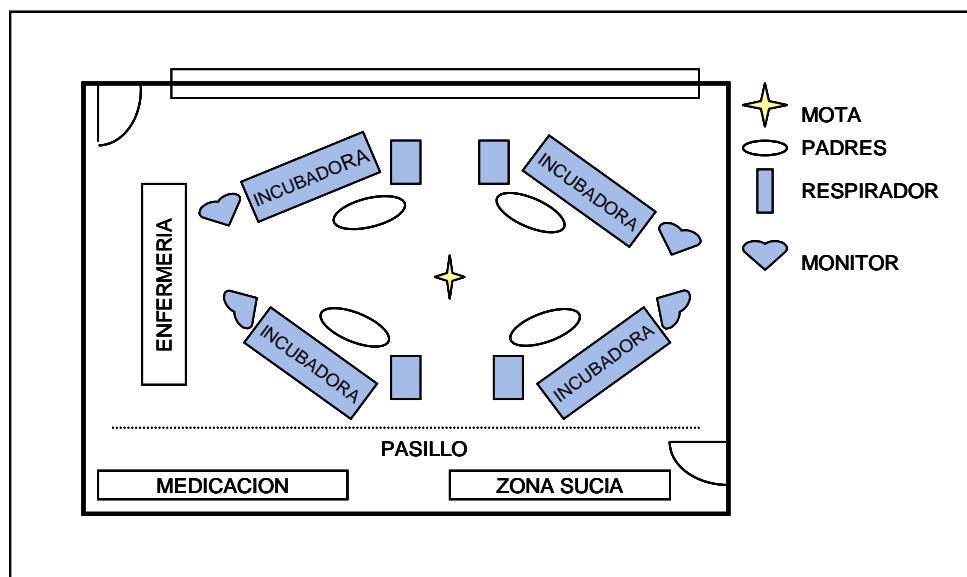 MOTA
PADRES
RESPIRADOR
MONITOR
INCUBADORA
INCUBADORA
ENFERMERIA
INCUBADORA
INCUBADORA
PASILLO
MEDICACION
ZONA SUCIA